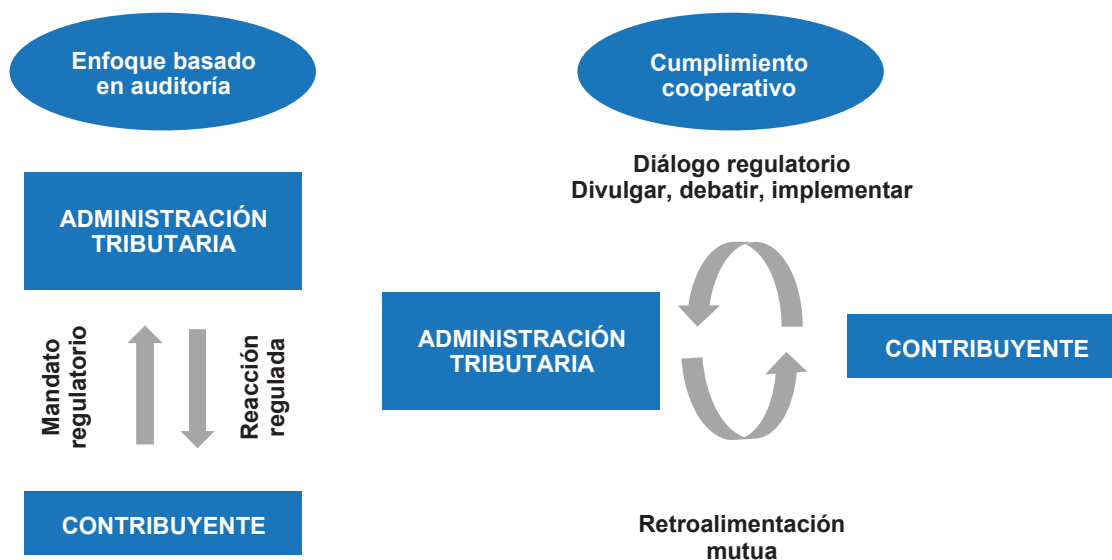 Enfoque basado
en auditoría
ADMINISTRACIÓN
TRIBUTARIA
Mandato
regulatorio
Reacción
regulada
CONTRIBUYENTE
Cumplimiento
cooperativo
Diálogo regulatorio
Divulgar, debatir, implementar
ADMINISTRACIÓN
TRIBUTARIA
CONTRIBUYENTE
Retroalimentación
mutua